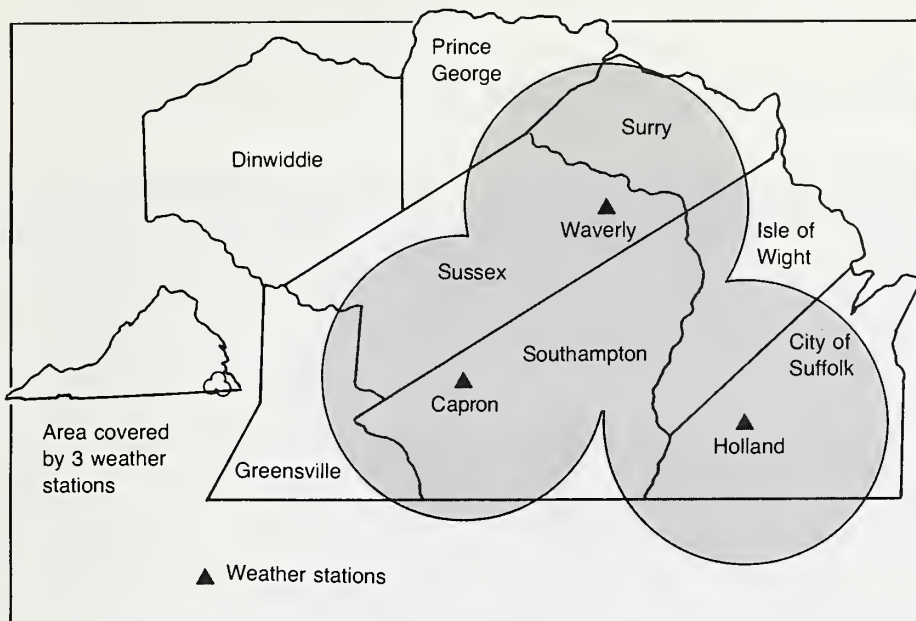 Prince
George
Surry
Dinwiddie
Waverly
Isle of
Wight
Sussex
Southampton
City of
Suffolk
Capron
Area covered
by 3 weather
stations
Holland
Greensville
Weather stations